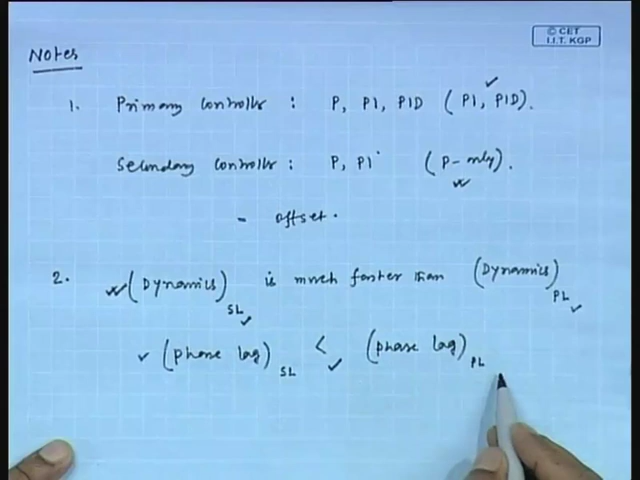 © CET
I.I.T. KGP
Notes
1. Primary Controller : P, PI, PID (PI, PID).
Secondary Controller : P, PI (P-only).
- offset.
2. (Dynamics)SL is much faster than (Dynamics)PL
(phase lag)SL < (phase lag)PL